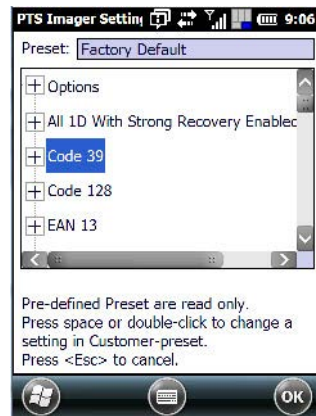 PTS Imager Settin 9:06
Preset: Factory Default
Options
All 1D With Strong Recovery Enabled
Code 39
Code 128
EAN 13
Pre-defined Preset are read only.
Press space or double-click to change a
setting in Customer-preset.
Press <Esc> to cancel.
OK